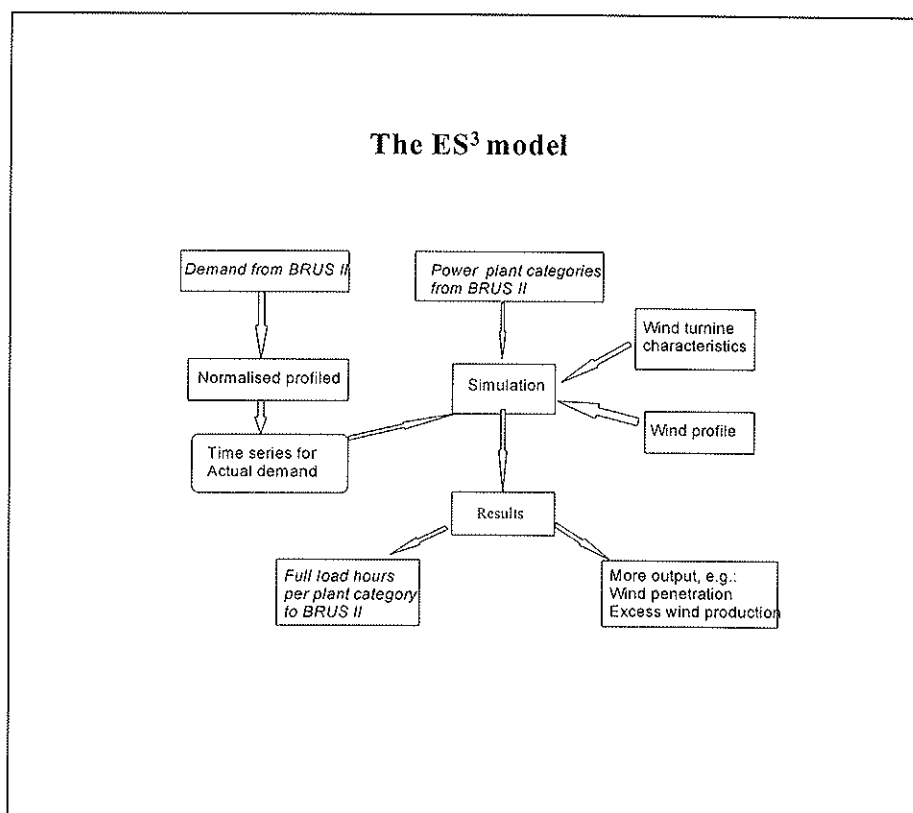 The ES³ model
Demand from BRUS II
Power plant categories
from BRUS II
Wind turnine
characteristics
Normalised profiled
Simulation
Wind profile
Time series for
Actual demand
Results
Full load hours
per plant category
to BRUS II
More output, e.g.:
Wind penetration
Excess wind production